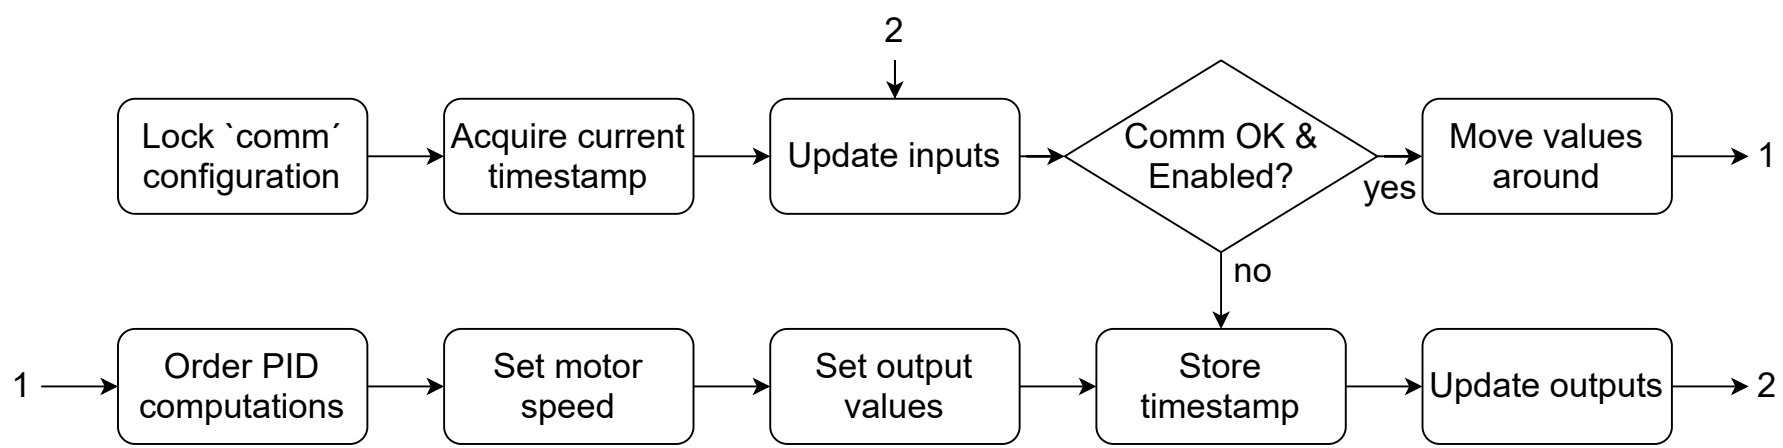 2
Lock `comm´
configuration
Acquire current
timestamp
Update inputs
Comm OK &
Enabled?
yes
Move values
around
1
no
1
Order PID
computations
Set motor
speed
Set output
values
Store
timestamp
Update outputs
2